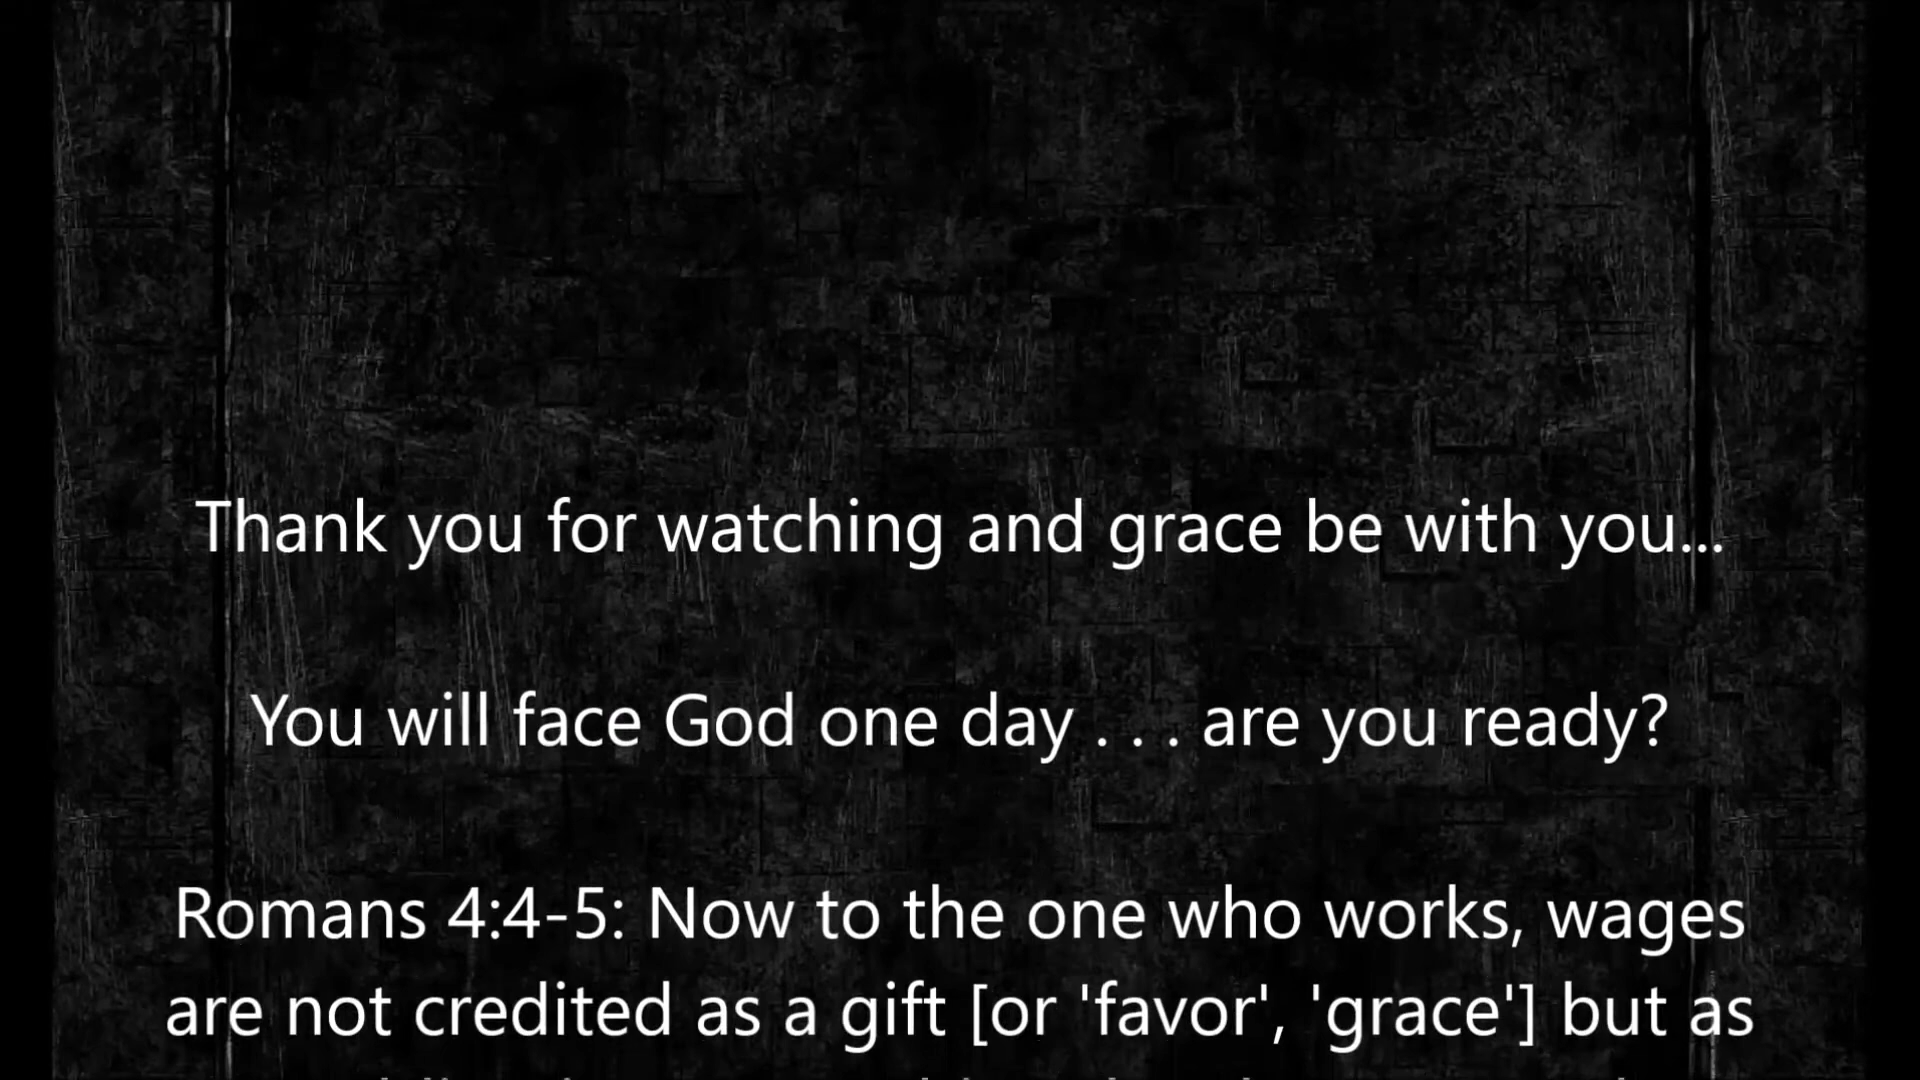 Thank you for watching and grace be with you...
You will face God one day . . . are you ready?
Romans 4:4-5: Now to the one who works, wages
are not credited as a gift [or 'favor', 'grace'] but as